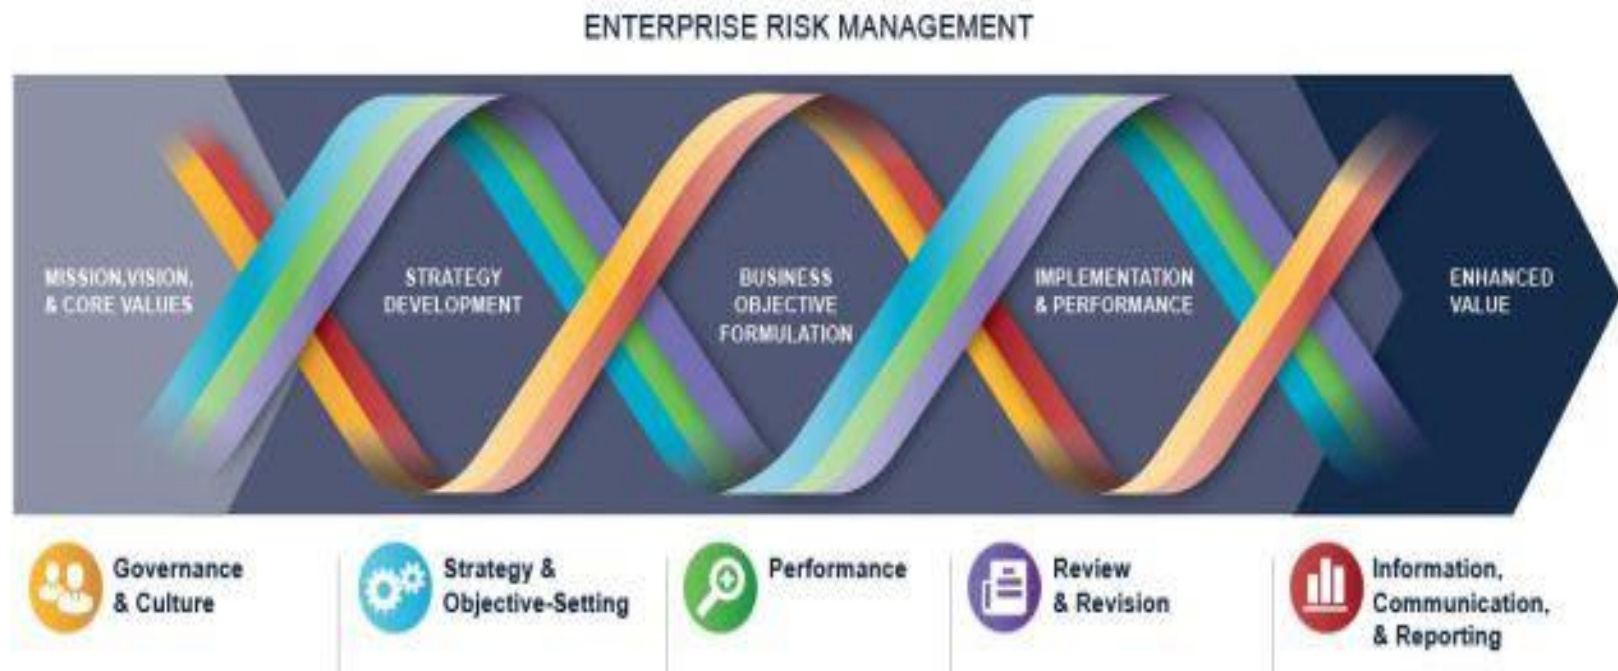 ENTERPRISE RISK MANAGEMENT
MISSION,VISION,
& CORE VALUES
STRATEGY
DEVELOPMENT
BUSINESS
OBJECTIVE
FORMULATION
IMPLEMENTATION
& PERFORMANCE
ENHANCED
VALUE
Governance
& Culture
Strategy &
Objective-Setting
Performance
Review
& Revision
Information,
Communication,
& Reporting